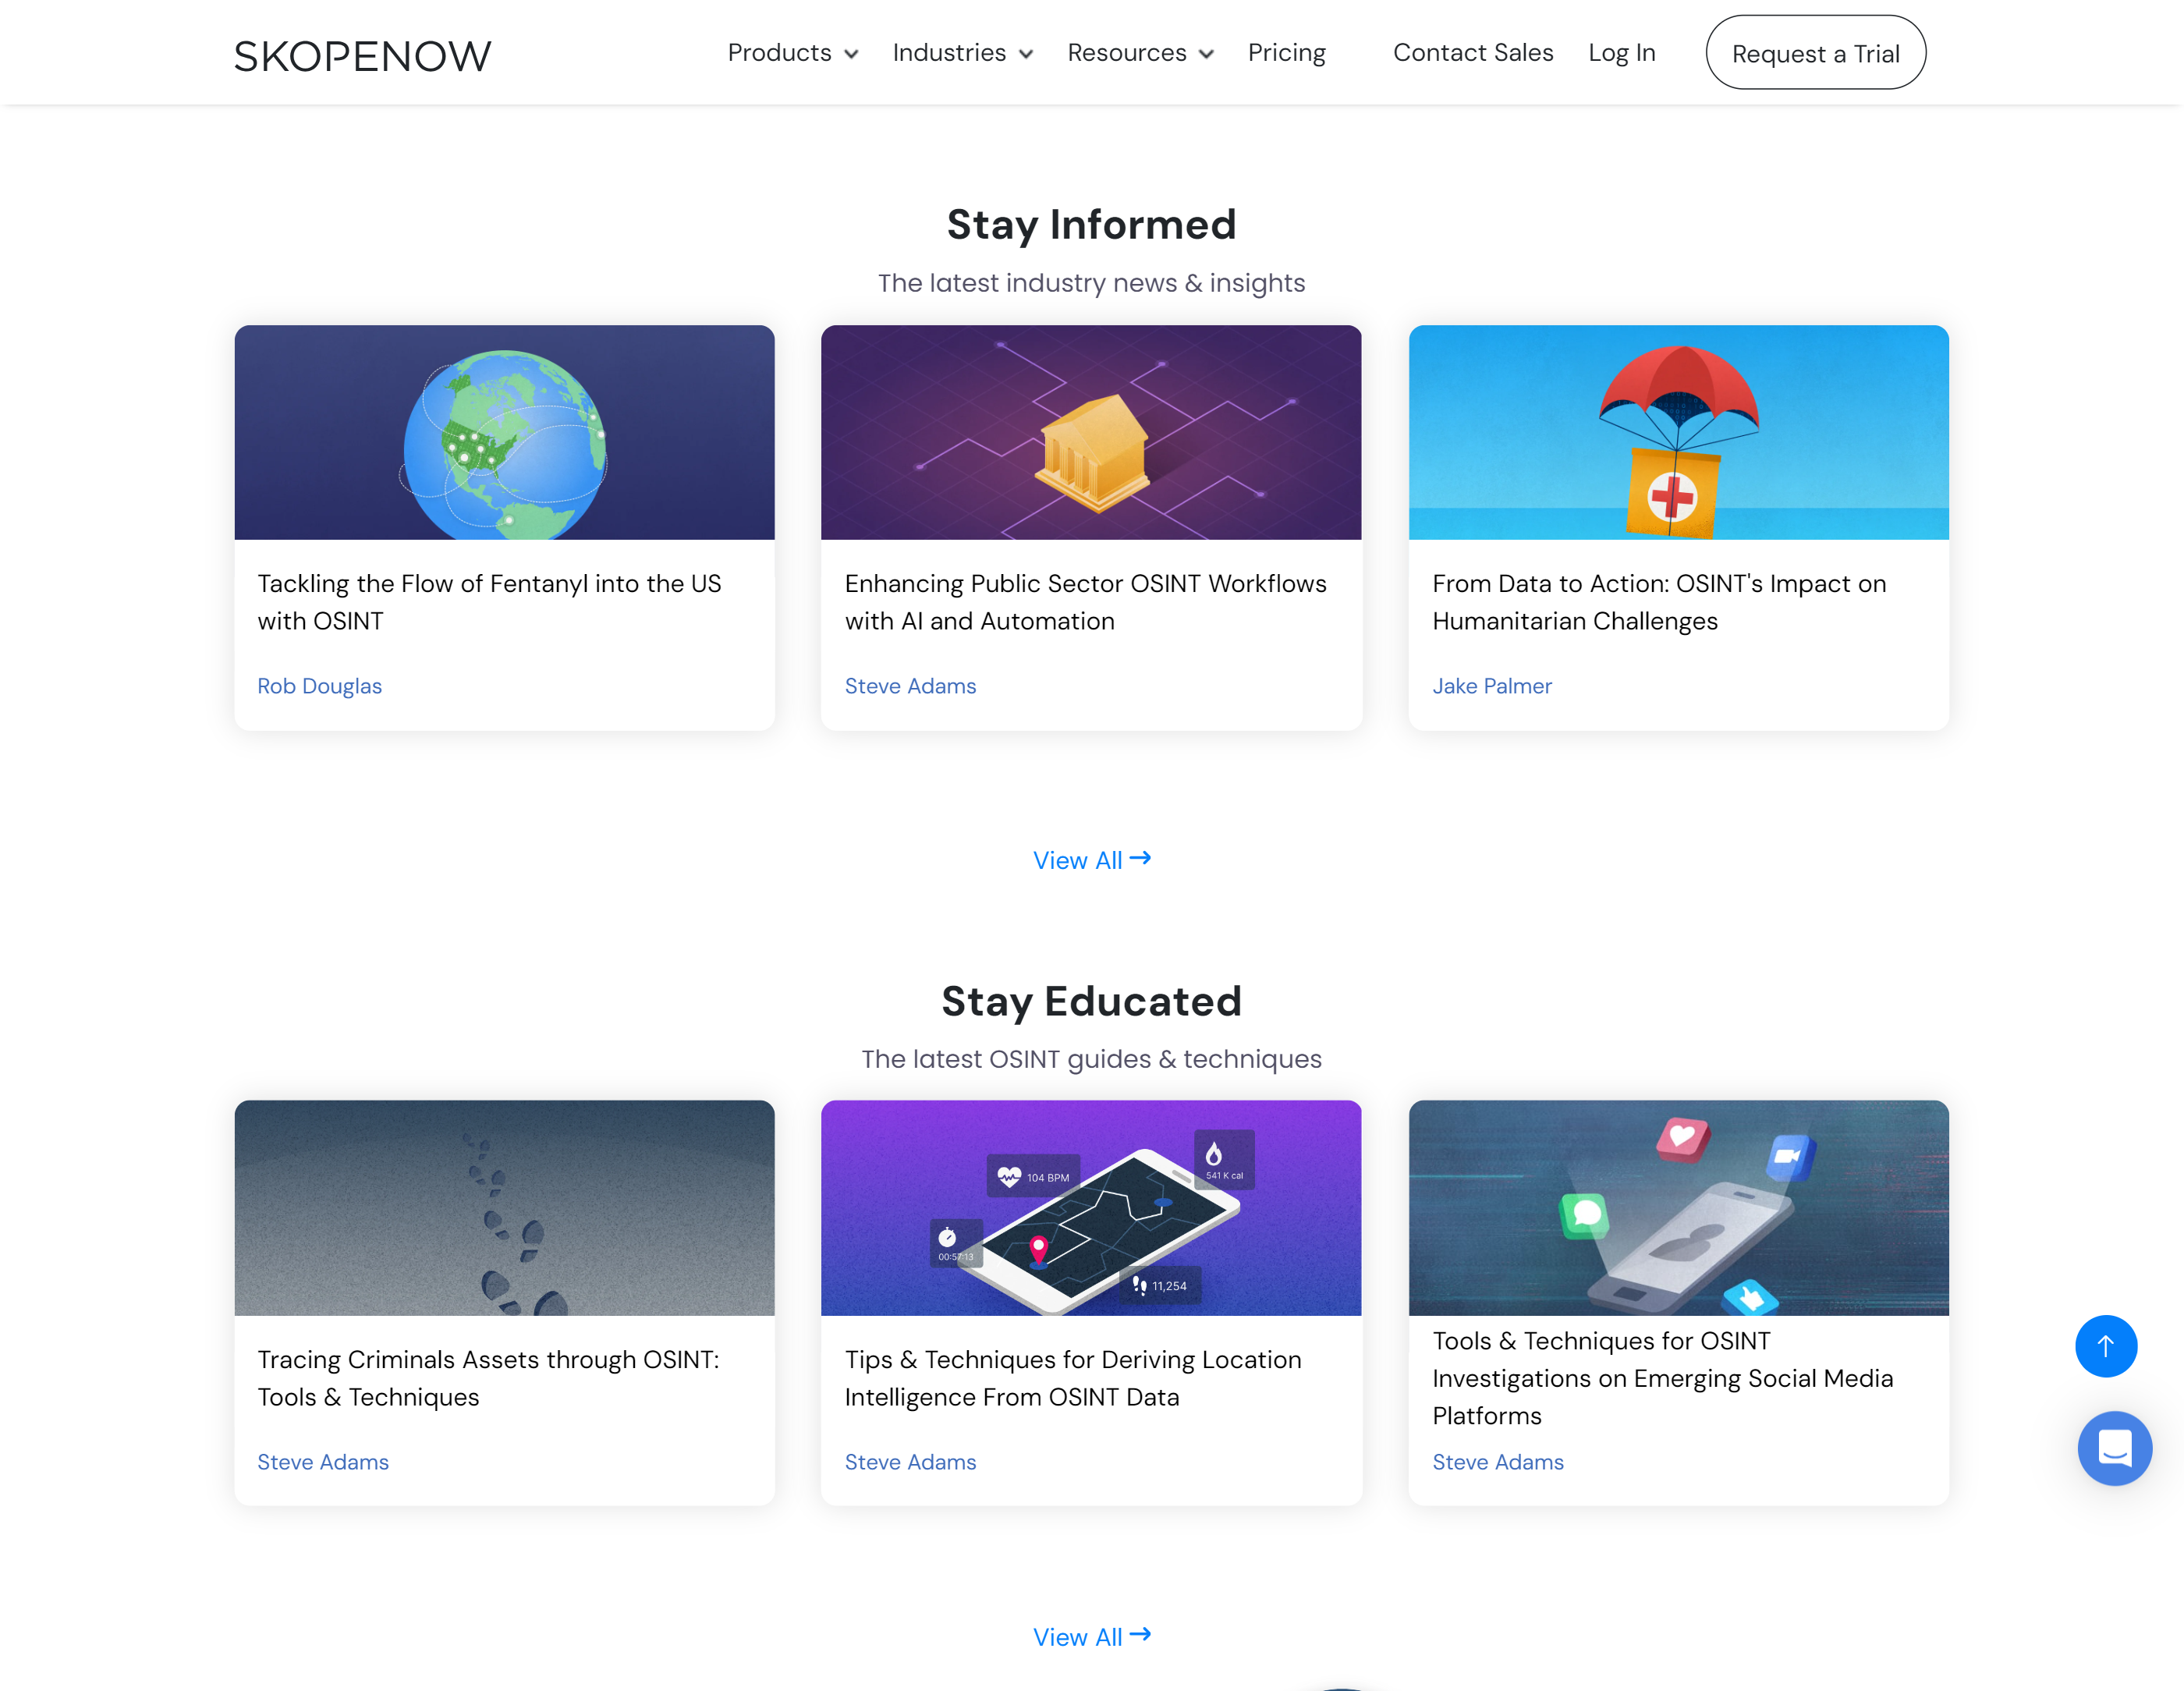 SKOPENOW
Products
Industries
Resources
Pricing
Contact Sales
Log In
Request a Trial
Stay Informed
The latest industry news & insights
Tackling the Flow of Fentanyl into the US
with OSINT
Rob Douglas
Enhancing Public Sector OSINT Workflows
with AI and Automation
Steve Adams
From Data to Action: OSINT's Impact on
Humanitarian Challenges
Jake Palmer
View All
Stay Educated
The latest OSINT guides & techniques
104 BPM
541 K cal
00:57:13
11,254
Tracing Criminals Assets through OSINT:
Tools & Techniques
Steve Adams
Tips & Techniques for Deriving Location
Intelligence From OSINT Data
Steve Adams
Tools & Techniques for OSINT
Investigations on Emerging Social Media
Platforms
Steve Adams
View All